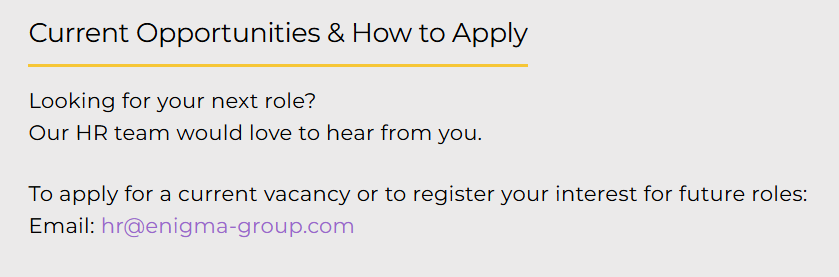 Current Opportunities & How to Apply
Looking for your next role?
Our HR team would love to hear from you.
To apply for a current vacancy or to register your interest for future roles:
Email: hr@enigma-group.com